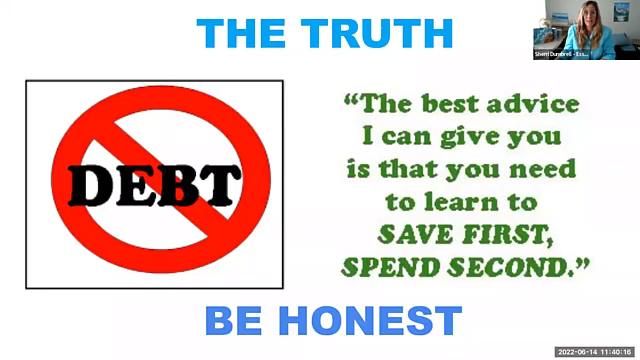 THE TRUTH
DEBT
“The best advice
I can give you
is that you need
to learn to
SAVE FIRST,
SPEND SECOND.”
BE HONEST
2022-06-14 11:40:16